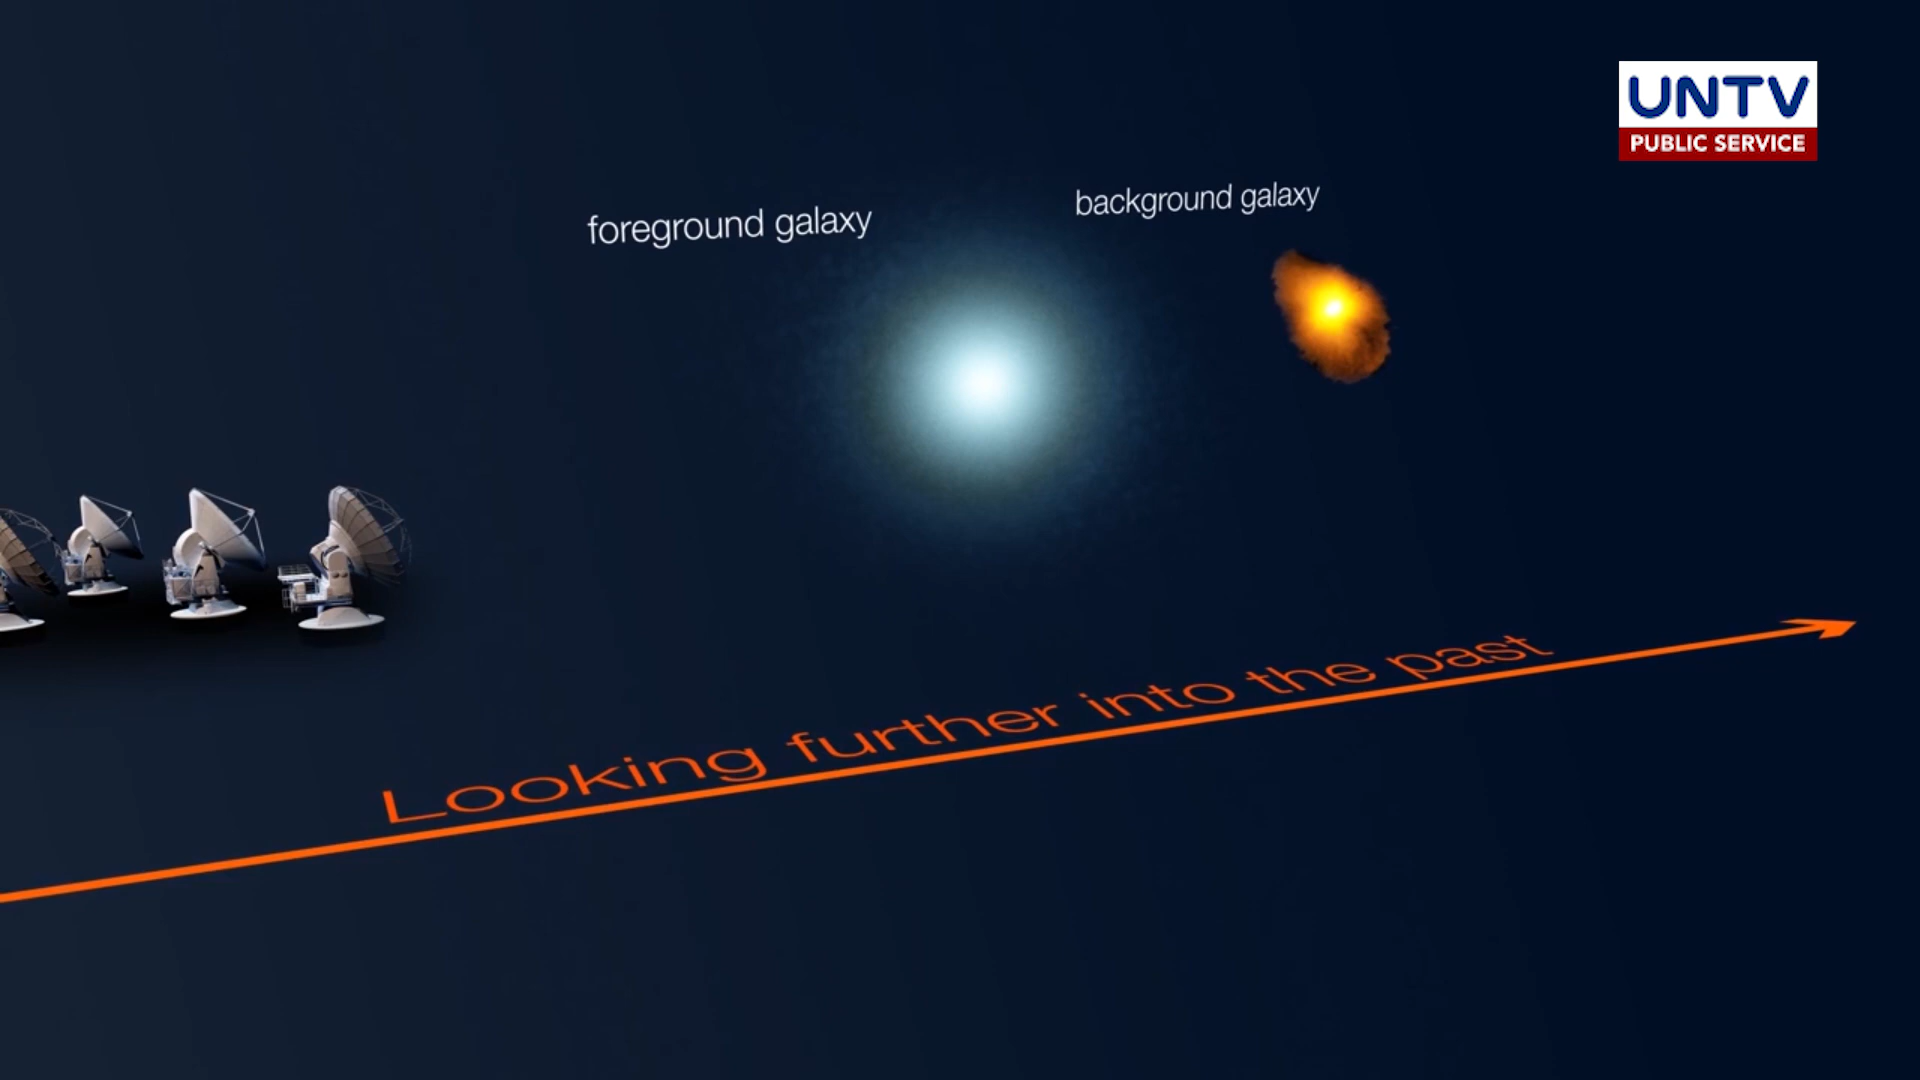 UNTV
PUBLIC SERVICE
foreground galaxy
background galaxy
Looking further into the past